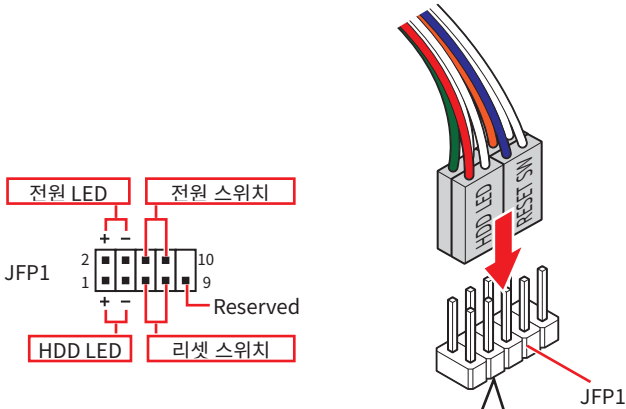 전원 LED
전원 스위치
+ −
2
10
JFP1
1
9
+ −
Reserved
HDD LED
리셋 스위치
HDD LED
RESET SW
JFP1